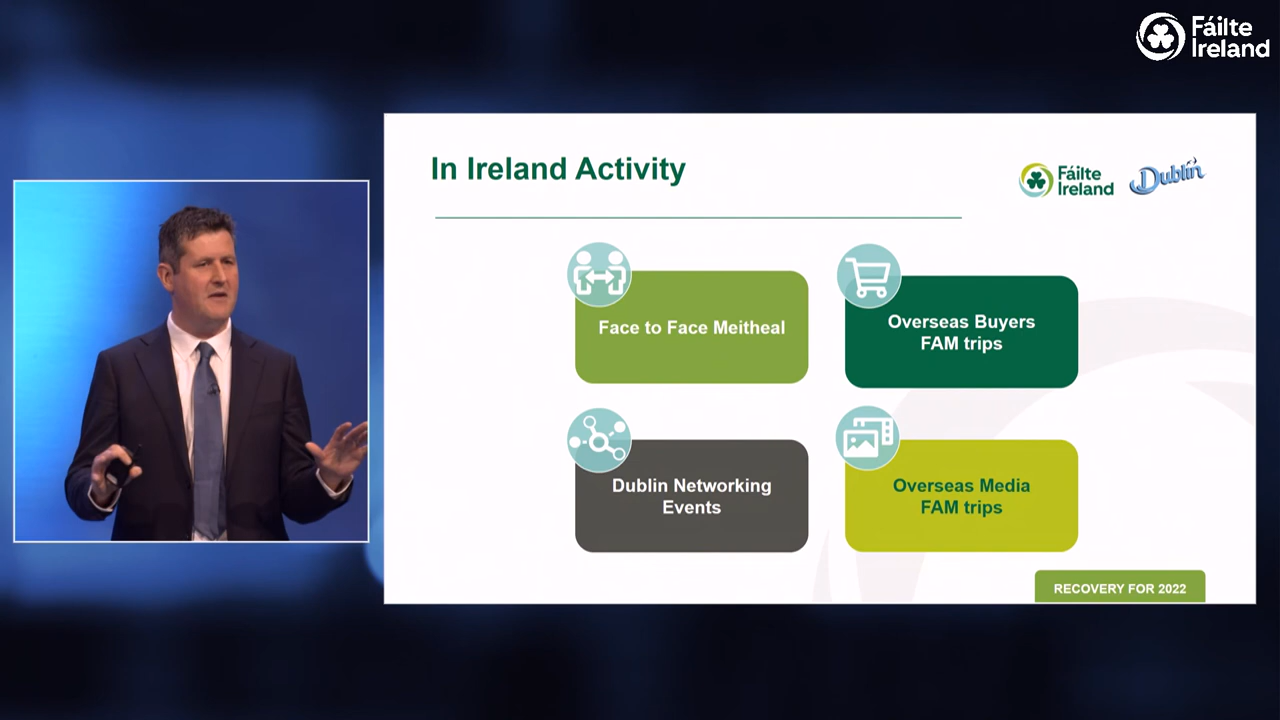 Fáilte
Ireland
In Ireland Activity
Fáilte
Ireland
Dublin
Face to Face Meitheal
Overseas Buyers
FAM trips
Dublin Networking
Events
Overseas Media
FAM trips
RECOVERY FOR 2022